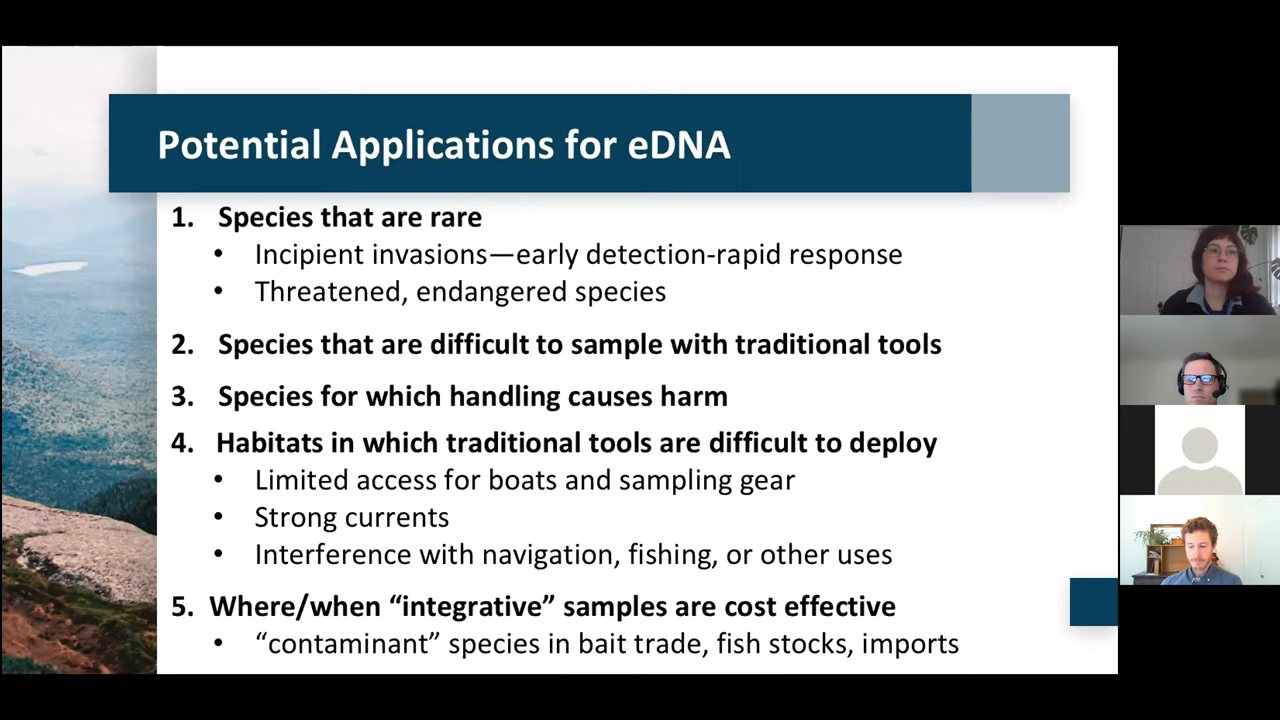 Potential Applications for eDNA
1. Species that are rare
• Incipient invasions—early detection-rapid response
• Threatened, endangered species
2. Species that are difficult to sample with traditional tools
3. Species for which handling causes harm
4. Habitats in which traditional tools are difficult to deploy
• Limited access for boats and sampling gear
• Strong currents
• Interference with navigation, fishing, or other uses
5. Where/when “integrative” samples are cost effective
• “contaminant” species in bait trade, fish stocks, imports